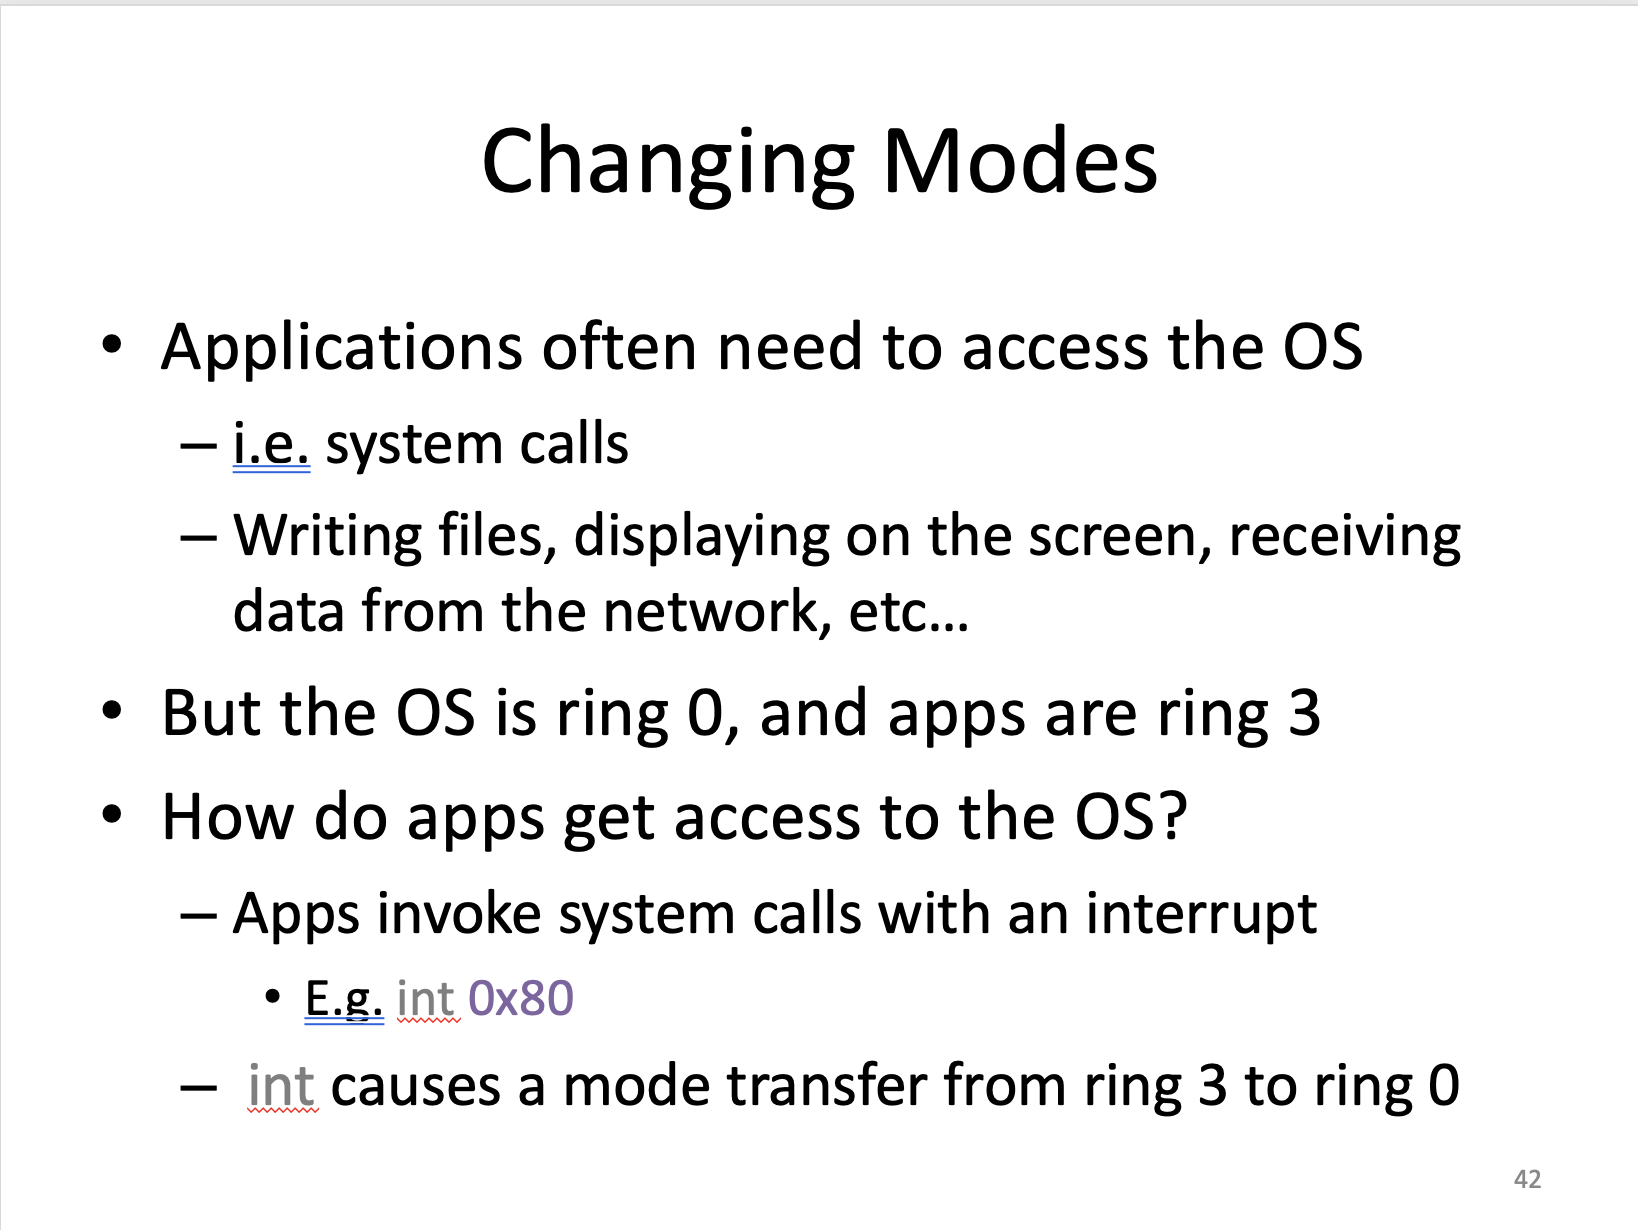 Changing Modes
• Applications often need to access the OS
– i.e. system calls
– Writing files, displaying on the screen, receiving
data from the network, etc…
• But the OS is ring 0, and apps are ring 3
• How do apps get access to the OS?
– Apps invoke system calls with an interrupt
• E.g. int 0x80
– int causes a mode transfer from ring 3 to ring 0
42